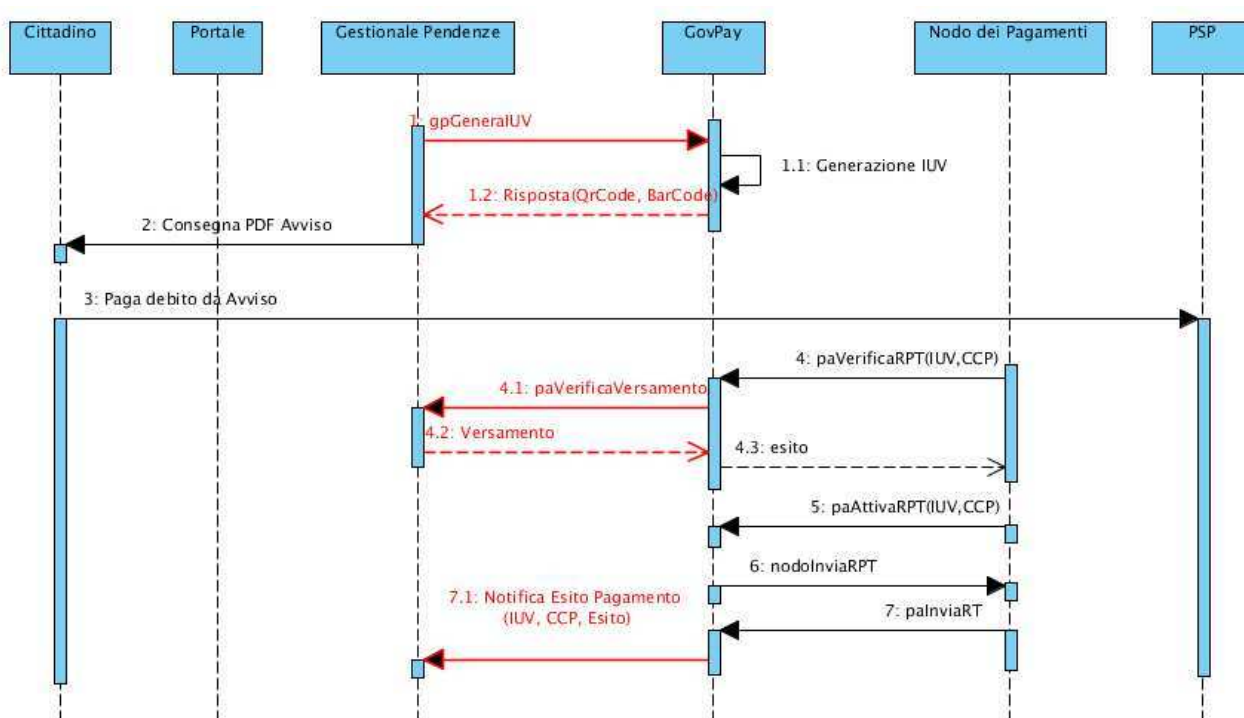 Cittadino
Portale
Gestionale Pendenze
GovPay
Nodo dei Pagamenti
PSP
1: gpGeneraIUV
1.1: Generazione IUV
1.2: Risposta(QrCode, BarCode)
2: Consegna PDF Avviso
3: Paga debito da Avviso
4: paVerificaRPT(IUV,CCP)
4.1: paVerificaVersamento
4.2: Versamento
4.3: esito
5: paAttivaRPT(IUV,CCP)
6: nodoInviaRPT
7.1: Notifica Esito Pagamento
(IUV, CCP, Esito)
7: paInviaRT